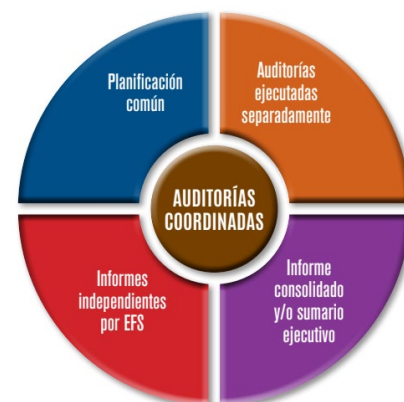 Planificación
común
Auditorías
ejecutadas
separadamente
AUDITORÍAS
COORDINADAS
Informes
independientes
por EFS
Informe
consolidado
y/o sumario
ejecutivo